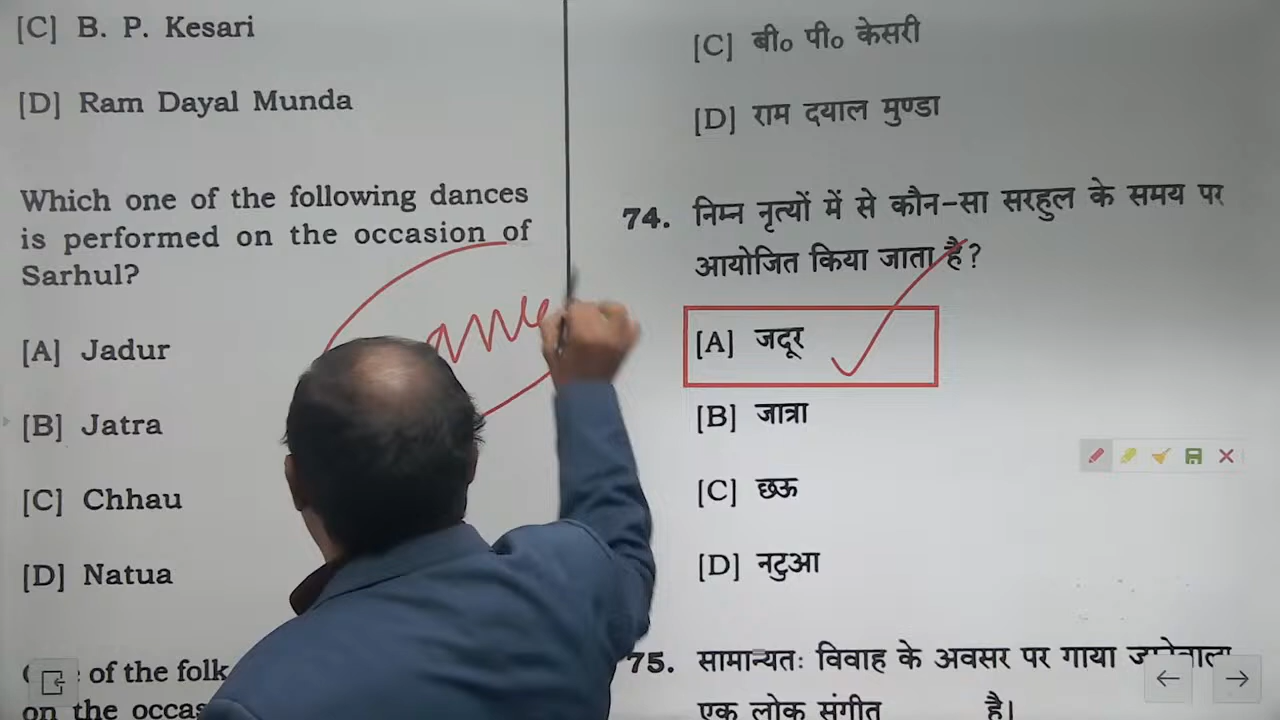 [C] B. P. Kesari
[D] Ram Dayal Munda
Which one of the following dances
is performed on the occasion of
Sarhul?
[A] Jadur
[B] Jatra
[C] Chhau
[D] Natua
of the folk
on the occas
[C] बी० पी० केसरी
[D] राम दयाल मुण्डा
74. निम्न नृत्यों में से कौन-सा सरहुल के समय पर
आयोजित किया जाता है?
[A] जदूर
[B] जात्रा
[C] छऊ
[D] नटुआ
75. सामान्यतः विवाह के अवसर पर गाया जानेवाला
एक लोक संगीत ______ है।